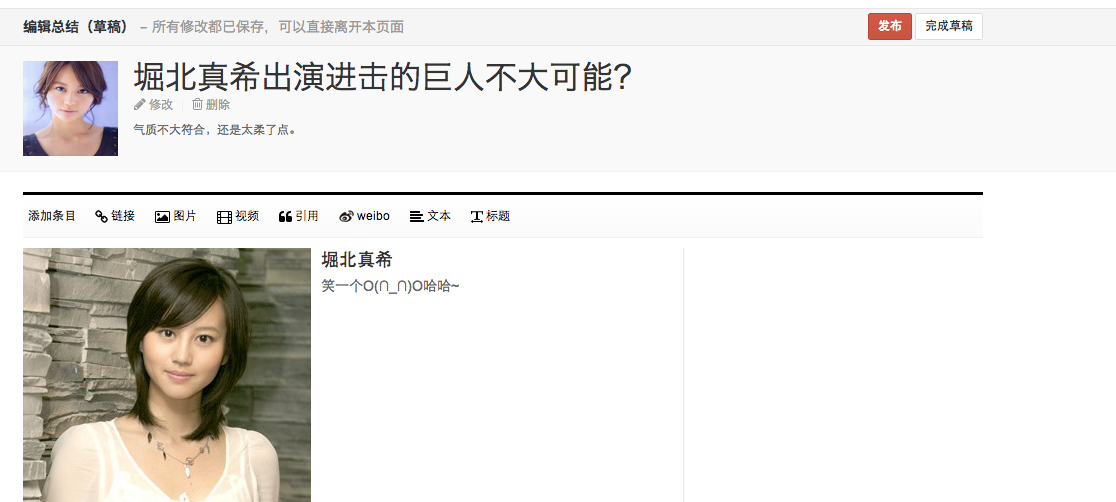 编辑总结（草稿） – 所有修改都已保存，可以直接离开本页面 发布 完成草稿
堀北真希出演进击的巨人不大可能?
修改 删除
气质不大符合，还是太柔了点。
添加条目 链接 图片 视频 引用 weibo 文本 标题
堀北真希
笑一个O(∩_∩)O哈哈~